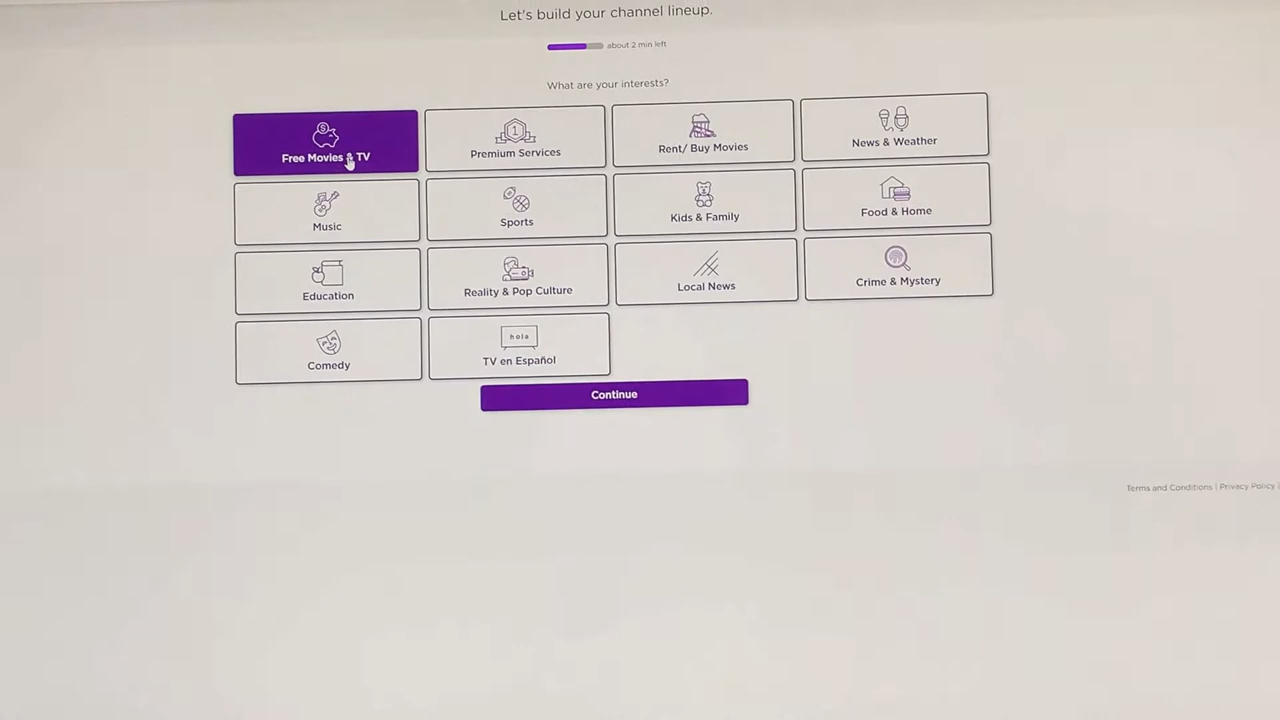 Let's build your channel lineup.
about 2 min left
What are your interests?
Free Movies & TV
Premium Services
1
Rent/ Buy Movies
News & Weather
Music
Sports
Kids & Family
Food & Home
Education
Reality & Pop Culture
Local News
Crime & Mystery
Comedy
hola
TV en Español
Continue
Terms and Conditions | Privacy Policy |